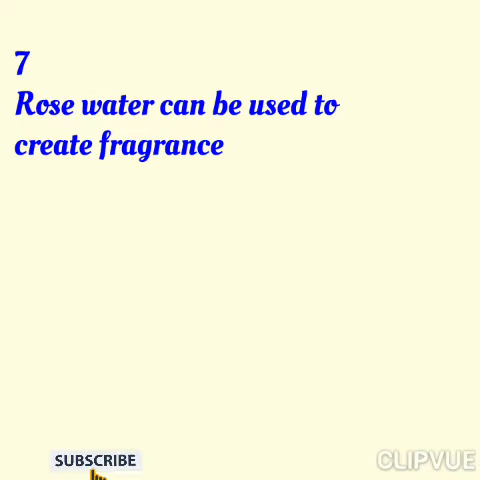 7
Rose water can be used to
create fragrance
SUBSCRIBE
CLIPVUE